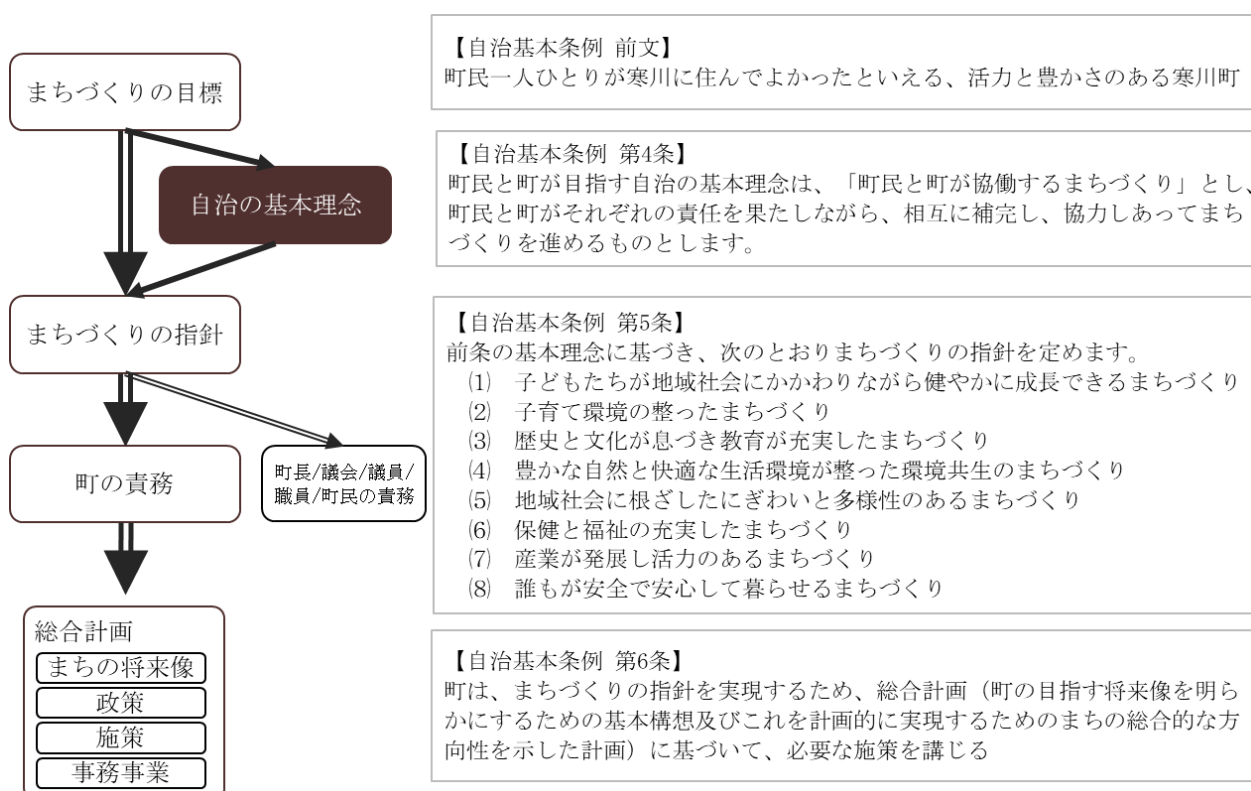 まちづくりの目標
自治の基本理念
まちづくりの指針
町の責務
町長/議会/議員/
職員/町民の責務
総合計画
まちの将来像
政策
施策
事務事業
【自治基本条例 前文】
町民一人ひとりが寒川に住んでよかったといえる、活力と豊かさのある寒川町
【自治基本条例 第4条】
町民と町が目指す自治の基本理念は、「町民と町が協働するまちづくり」とし、
町民と町がそれぞれの責任を果たしながら、相互に補完し、協力しあってまち
づくりを進めるものとします。
【自治基本条例 第5条】
前条の基本理念に基づき、次のとおりまちづくりの指針を定めます。
⑴ 子どもたちが地域社会にかかわりながら健やかに成長できるまちづくり
⑵ 子育て環境の整ったまちづくり
⑶ 歴史と文化が息づき教育が充実したまちづくり
⑷ 豊かな自然と快適な生活環境が整った環境共生のまちづくり
⑸ 地域社会に根ざしたにぎわいと多様性のあるまちづくり
⑹ 保健と福祉の充実したまちづくり
⑺ 産業が発展し活力のあるまちづくり
⑻ 誰もが安全で安心して暮らせるまちづくり
【自治基本条例 第6条】
町は、まちづくりの指針を実現するため、総合計画（町の目指す将来像を明ら
かにするための基本構想及びこれを計画的に実現するためのまちの総合的な方
向性を示した計画）に基づいて、必要な施策を講じる